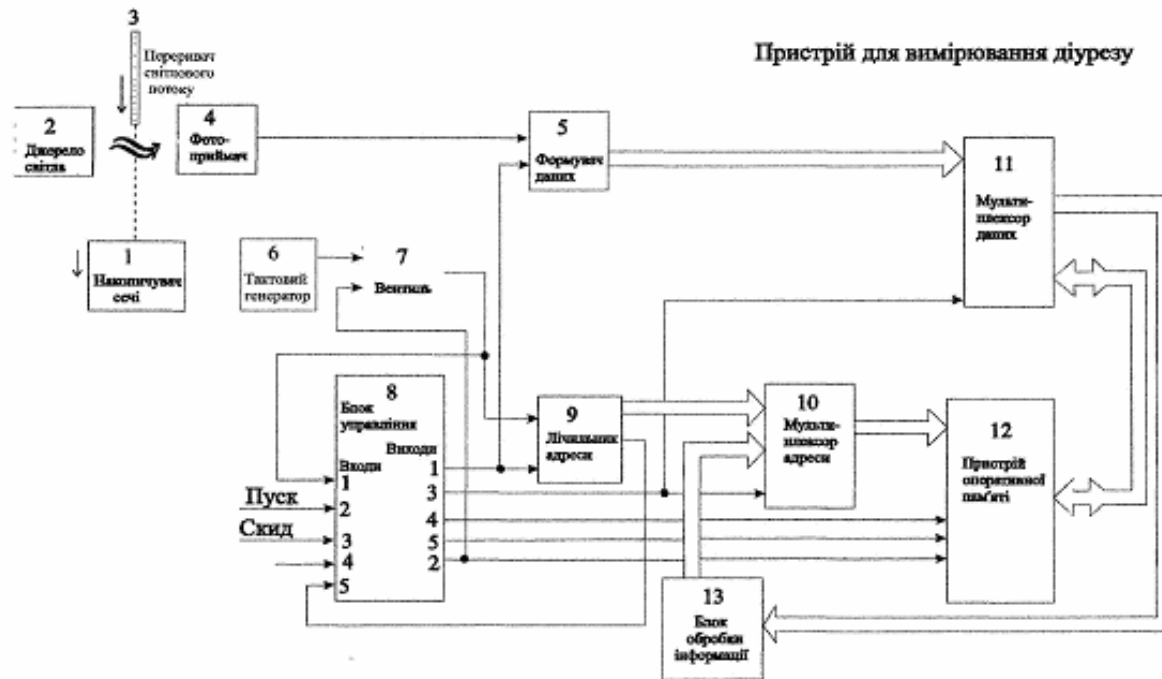 Пристрій для вимірювання діурезу
3
Переривач
світлового
потоку
2
Джерело
світла
4
Фото-
приймач
5
Формувач
даних
11
Мульти-
плексор
даних
1
Накопичувач
сечі
6
Тактовий
генератор
7
Вентиль
8
Блок
управління
Виходи
Входи
1
2
3
4
5
1
3
4
5
2
Пуск
Скид
9
Лічильник
адреси
10
Мульти-
плексор
адреси
12
Пристрій
оперативної
пам'яті
13
Блок
обробки
інформації